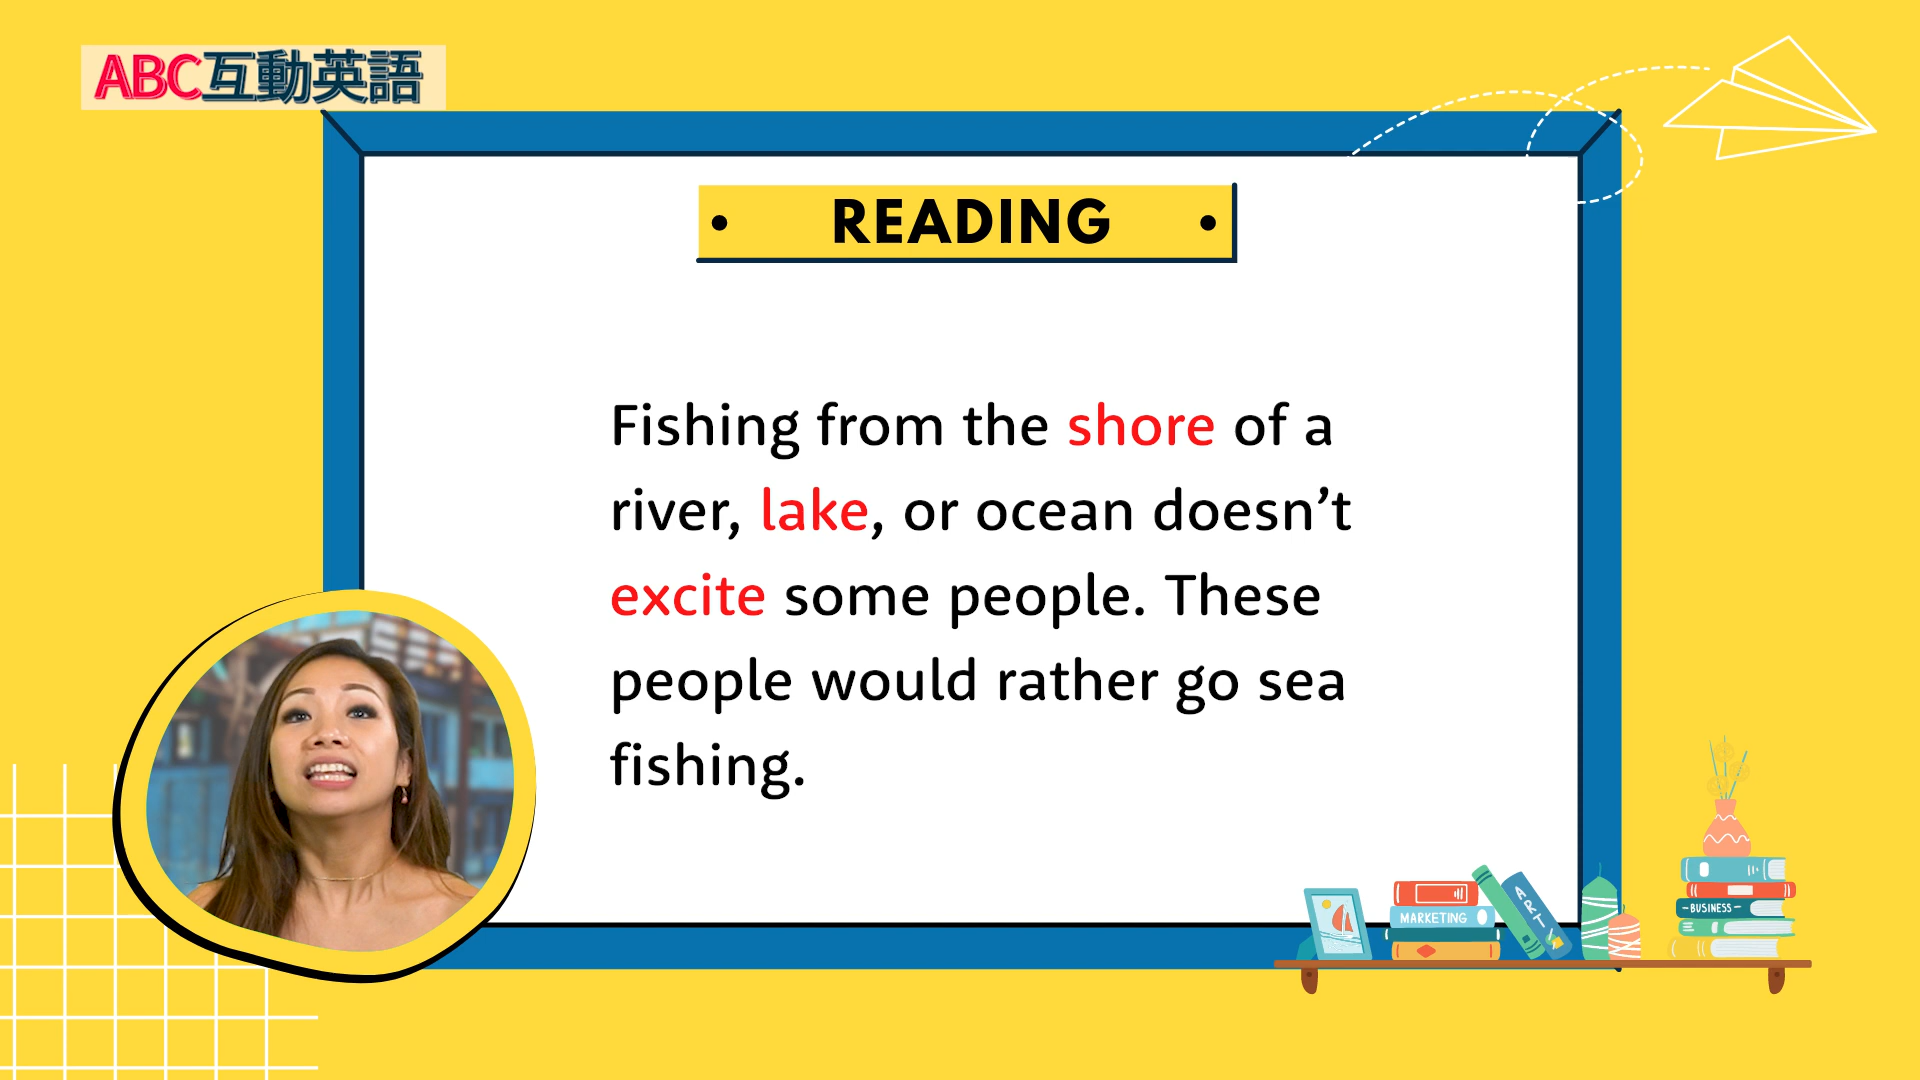 ABC互動英語
READING
Fishing from the shore of a
river, lake, or ocean doesn’t
excite some people. These
people would rather go sea
fishing.
MARKETING
ART
BUSINESS